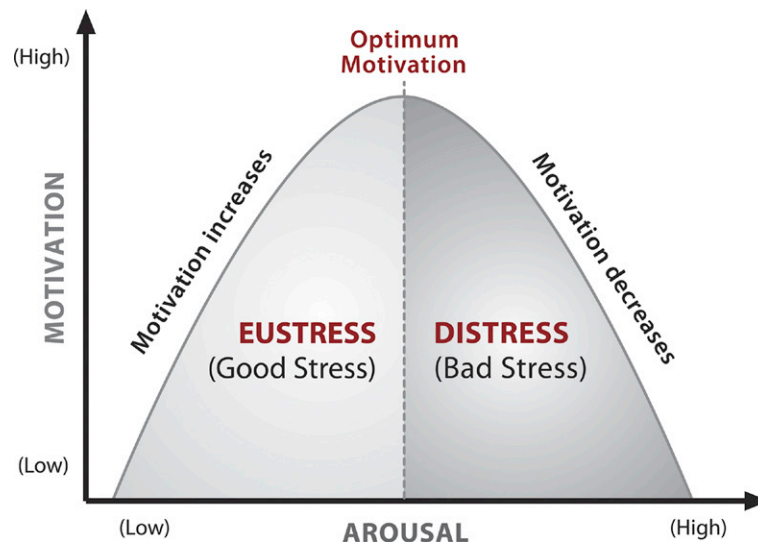 Optimum
Motivation
(High)
MOTIVATION
(Low)
Motivation increases
Motivation decreases
EUSTRESS
(Good Stress)
DISTRESS
(Bad Stress)
(Low)
AROUSAL
(High)